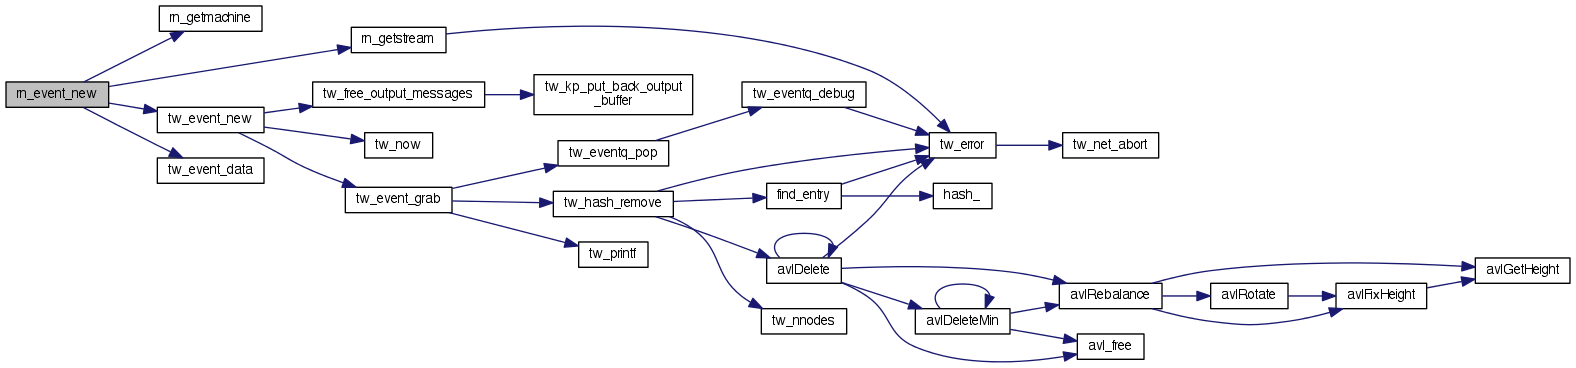 rn_getmachine
rn_getstream
rn_event_new
tw_free_output_messages
tw_kp_put_back_output
_buffer
tw_eventq_debug
tw_event_new
tw_now
tw_error
tw_net_abort
tw_eventq_pop
tw_event_data
tw_event_grab
tw_hash_remove
find_entry
hash_
tw_printf
avlDelete
avlGetHeight
avlRebalance
avlRotate
avlFixHeight
tw_nnodes
avlDeleteMin
avl_free